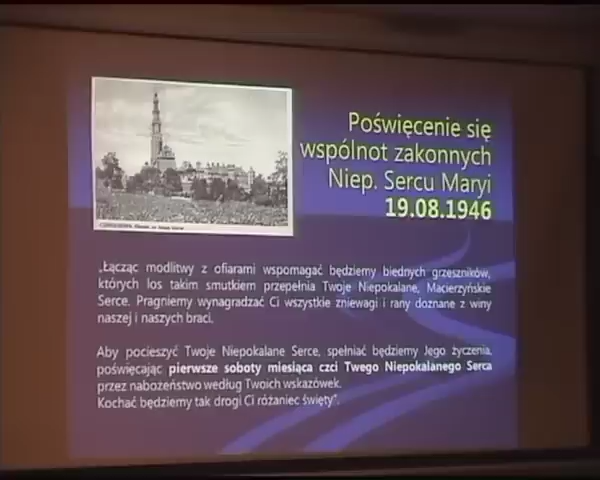 Poświęcenie się
wspólnot zakonnych
Niep. Sercu Maryi
19.08.1946
„Łącząc modlitwy z ofiarami wspomagać będziemy biednych grzeszników,
których los takim smutkiem przepełnia Twoje Niepokalane, Macierzyńskie
Serce. Pragniemy wynagradzać Ci wszystkie zniewagi i rany doznane z winy
naszej i naszych braci.
Aby pocieszyć Twoje Niepokalane Serce, spełniać będziemy Jego życzenia,
poświęcając pierwsze soboty miesiąca czci Twego Niepokalanego Serca
przez nabożeństwo według Twoich wskazówek.
Kochać będziemy tak drogi Ci różaniec święty".